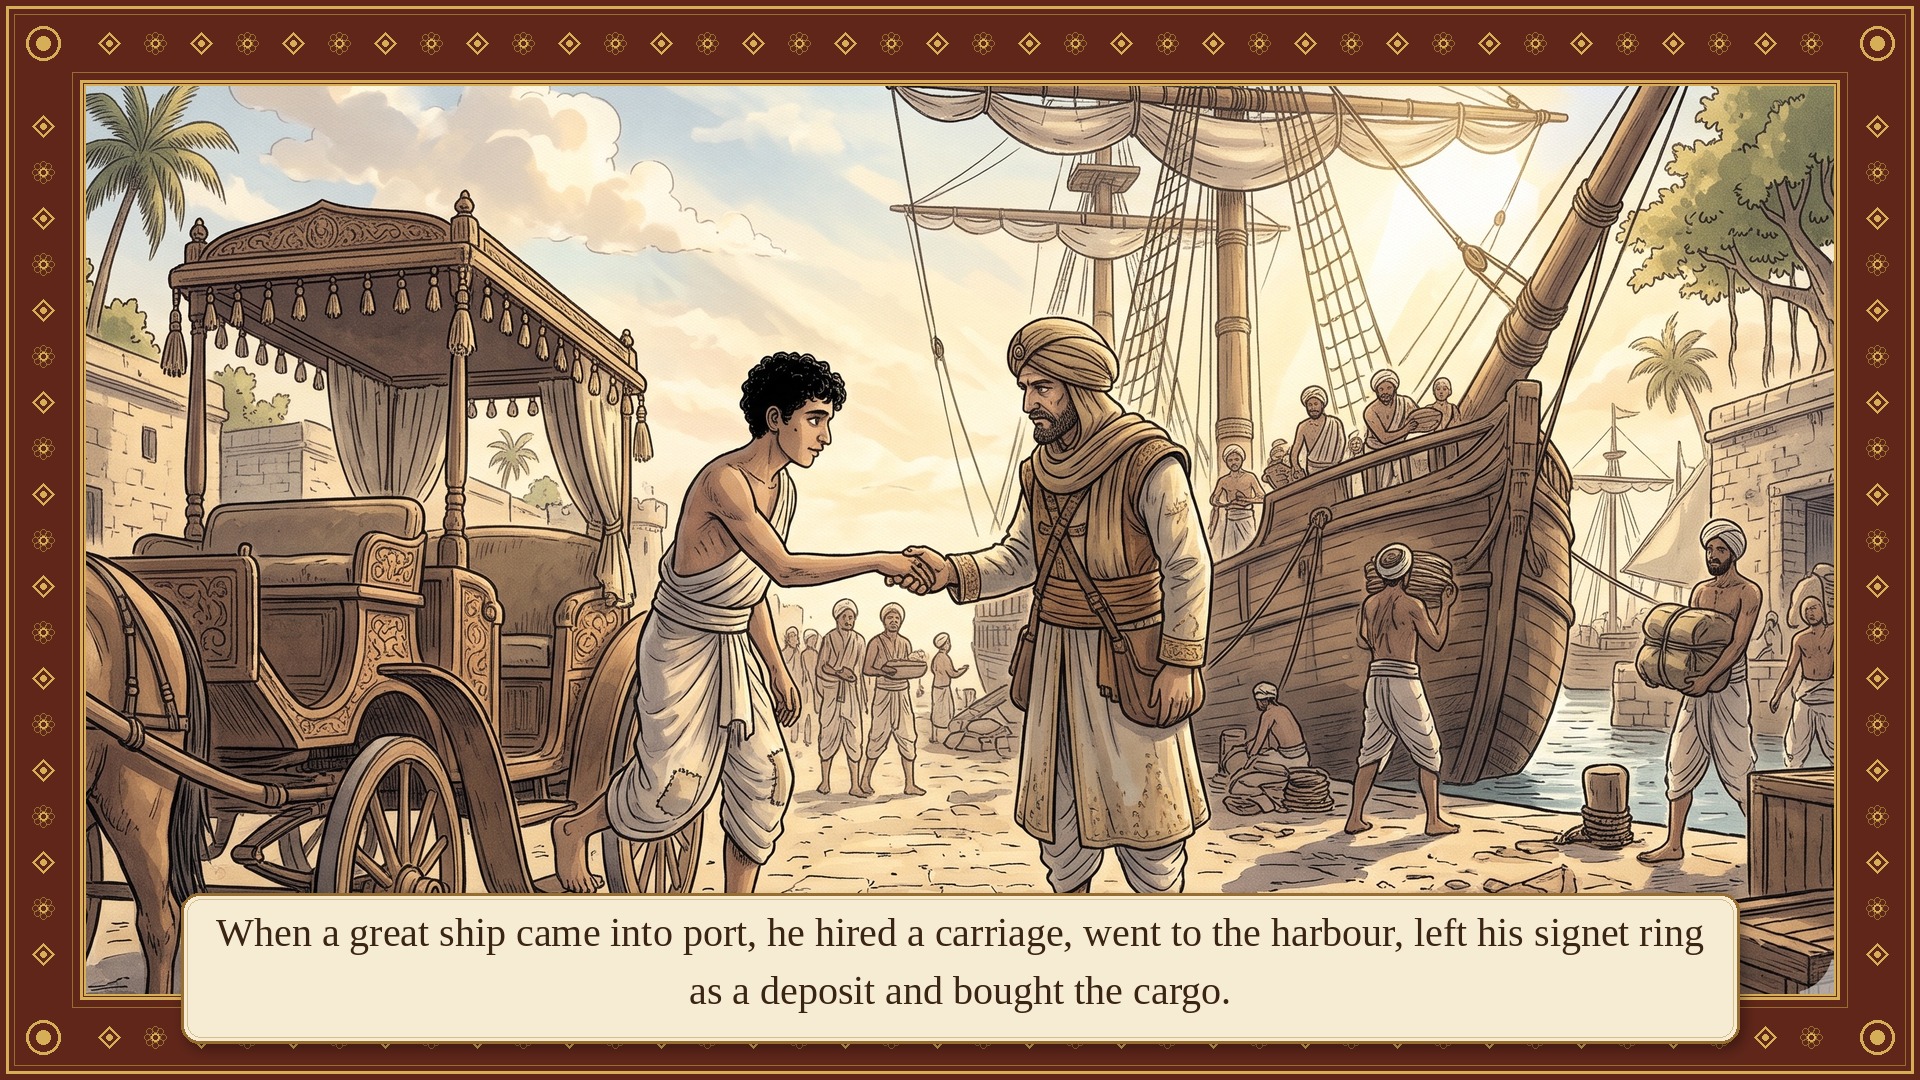 When a great ship came into port, he hired a carriage, went to the harbour, left his signet ring
as a deposit and bought the cargo.